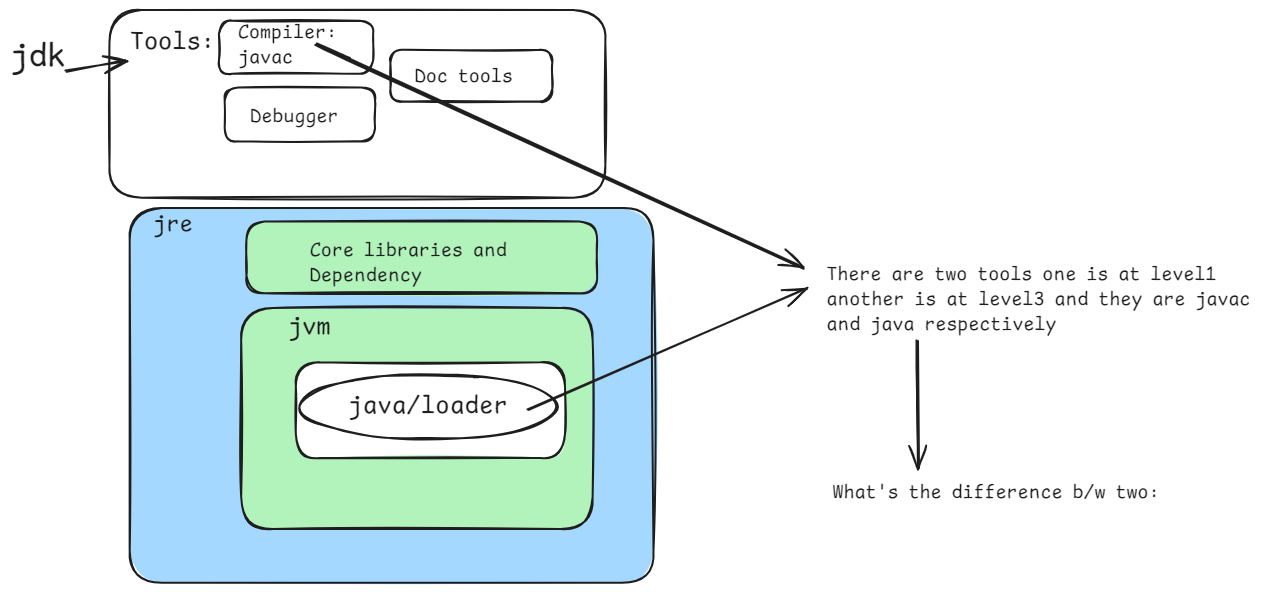 jdk
Tools:
Compiler:
javac
Doc tools
Debugger
jre
Core libraries and
Dependency
jvm
java/loader
There are two tools one is at level1
another is at level3 and they are javac
and java respectively
What's the difference b/w two: